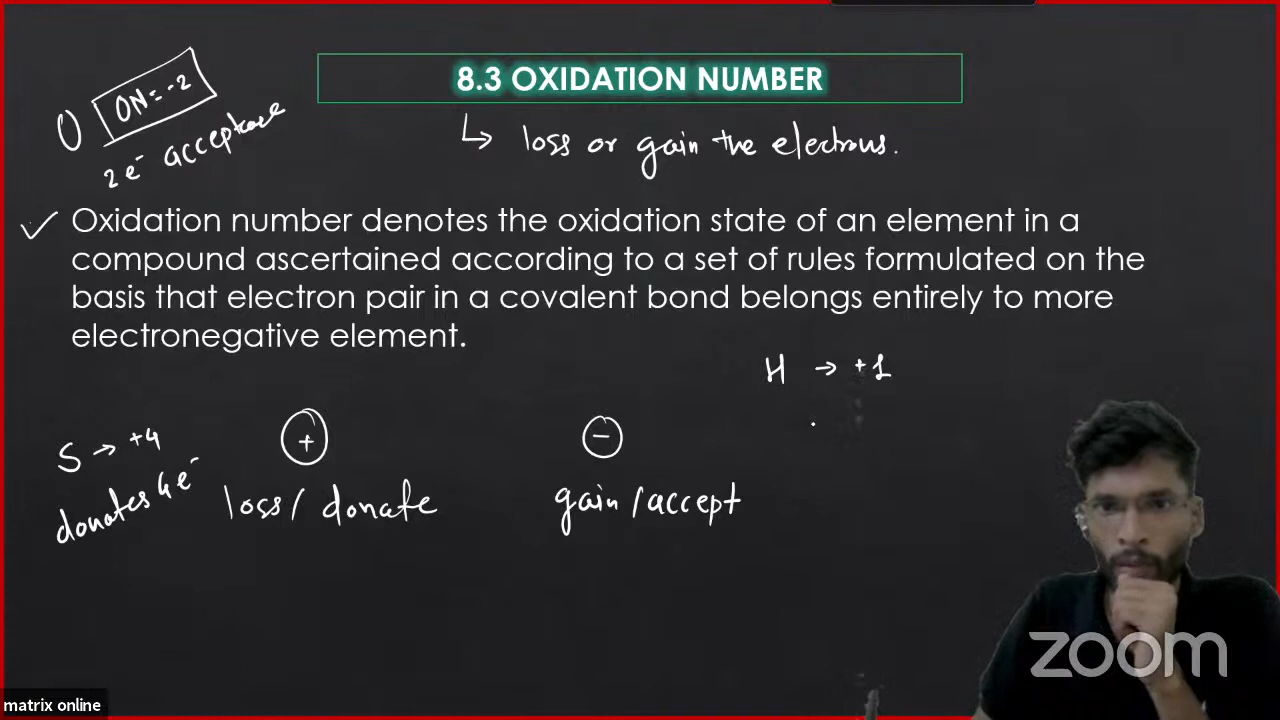 8.3 OXIDATION NUMBER
O ON = -2
2e⁻ acceptance
↳ loss or gain the electrons.
✓ Oxidation number denotes the oxidation state of an element in a
compound ascertained according to a set of rules formulated on the
basis that electron pair in a covalent bond belongs entirely to more
electronegative element.
H → +1
S → +4
donates 4e⁻
+
loss/ donate
−
gain/accept
zoom
matrix online